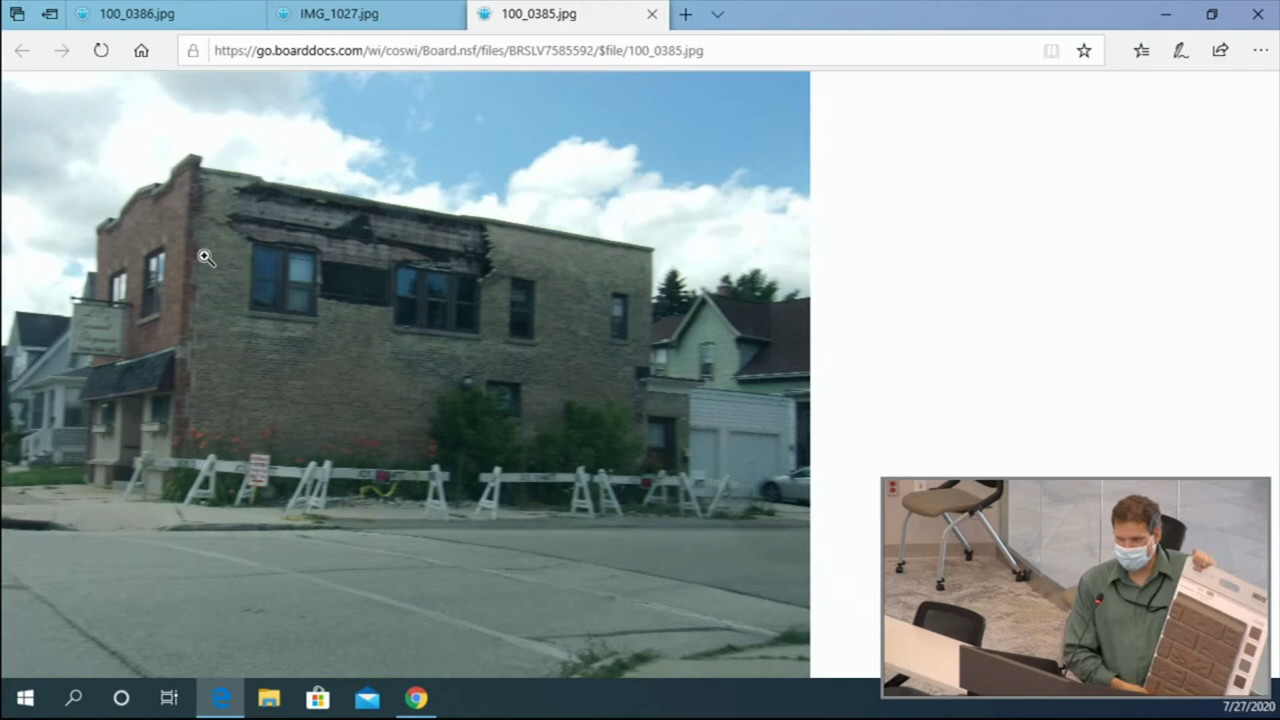 100_0386.jpg
IMG_1027.jpg
100_0385.jpg
https://go.boarddocs.com/wi/coswi/Board.nsf/files/BRSLV7585592/$file/100_0385.jpg
7/27/2020